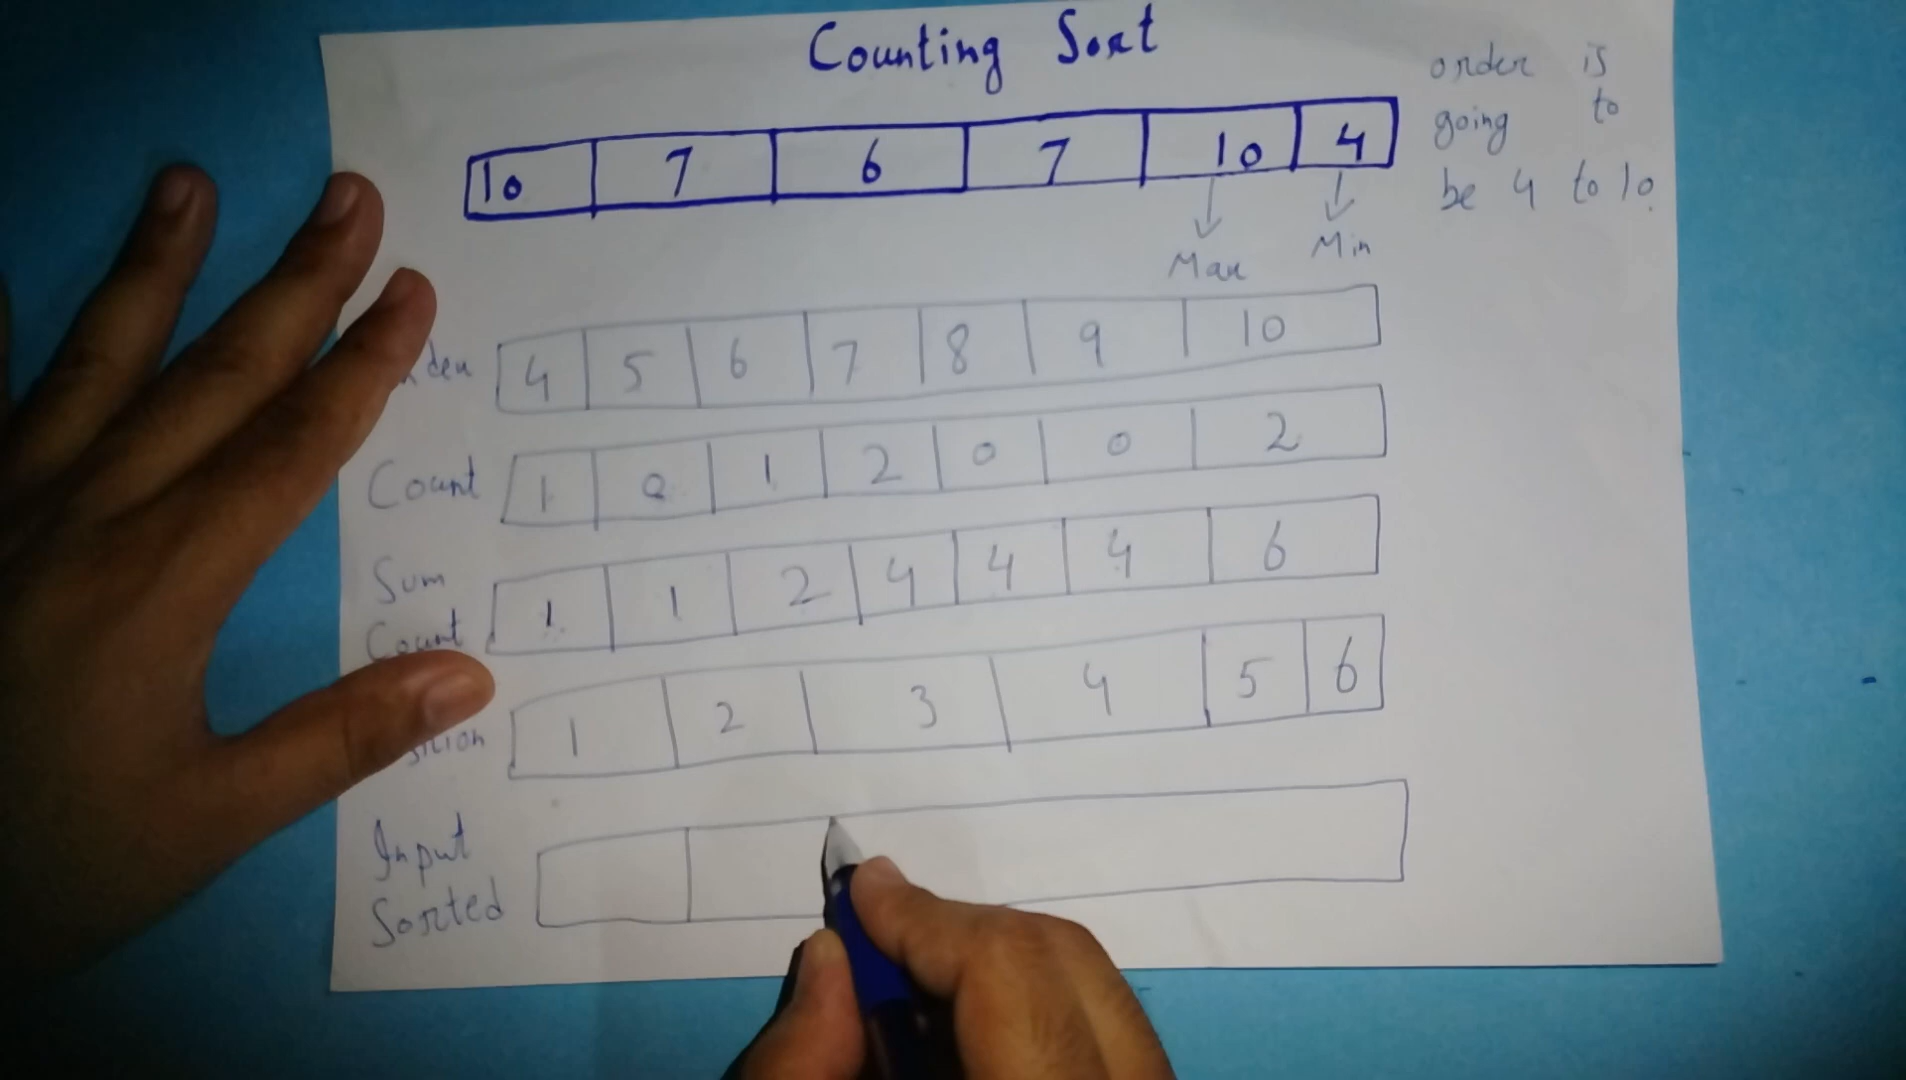 Counting Sort
10 7 6 7 10 4
Max Min
order is
going to
be 4 to 10.
4 5 6 7 8 9 10
Count 1 0 1 2 0 0 2
Sum
Count 1 1 2 4 4 4 6
1 2 3 4 5 6
Input
Sorted